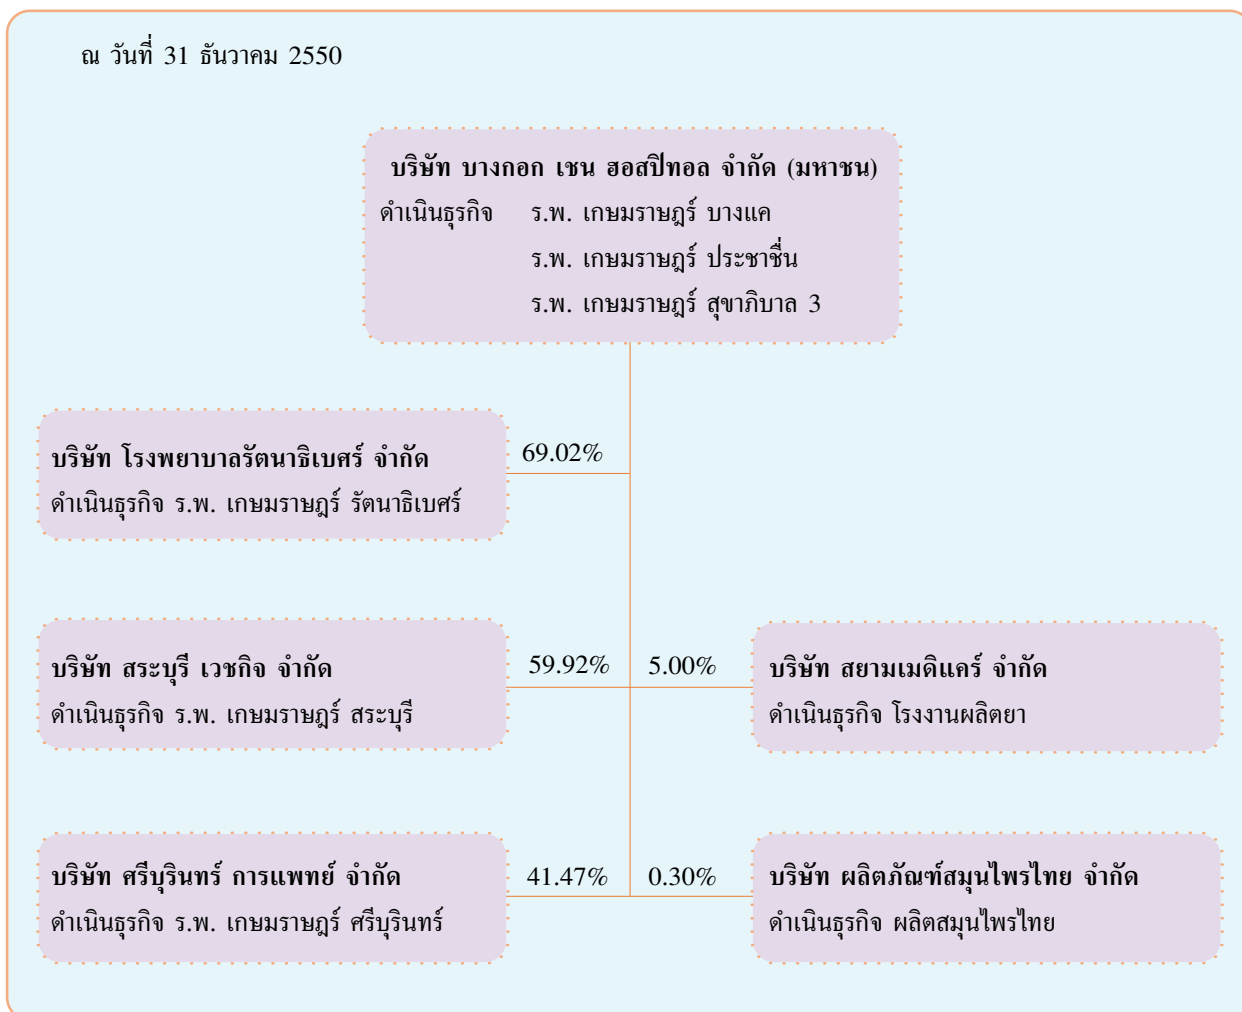 ณ วันที่ 31 ธันวาคม 2550
บริษัท บางกอก เชน ฮอสปิทอล จำกัด (มหาชน)
ดำเนินธุรกิจ ร.พ. เกษมราษฎร์ บางแค
ร.พ. เกษมราษฎร์ ประชาชื่น
ร.พ. เกษมราษฎร์ สุขาภิบาล 3
บริษัท โรงพยาบาลรัตนาธิเบศร์ จำกัด
ดำเนินธุรกิจ ร.พ. เกษมราษฎร์ รัตนาธิเบศร์
69.02%
บริษัท สระบุรี เวชกิจ จำกัด
ดำเนินธุรกิจ ร.พ. เกษมราษฎร์ สระบุรี
59.92%
5.00%
บริษัท สยามเมดิแคร์ จำกัด
ดำเนินธุรกิจ โรงงานผลิตยา
บริษัท ศรีบุรินทร์ การแพทย์ จำกัด
ดำเนินธุรกิจ ร.พ. เกษมราษฎร์ ศรีบุรินทร์
41.47%
0.30%
บริษัท ผลิตภัณฑ์สมุนไพรไทย จำกัด
ดำเนินธุรกิจ ผลิตสมุนไพรไทย